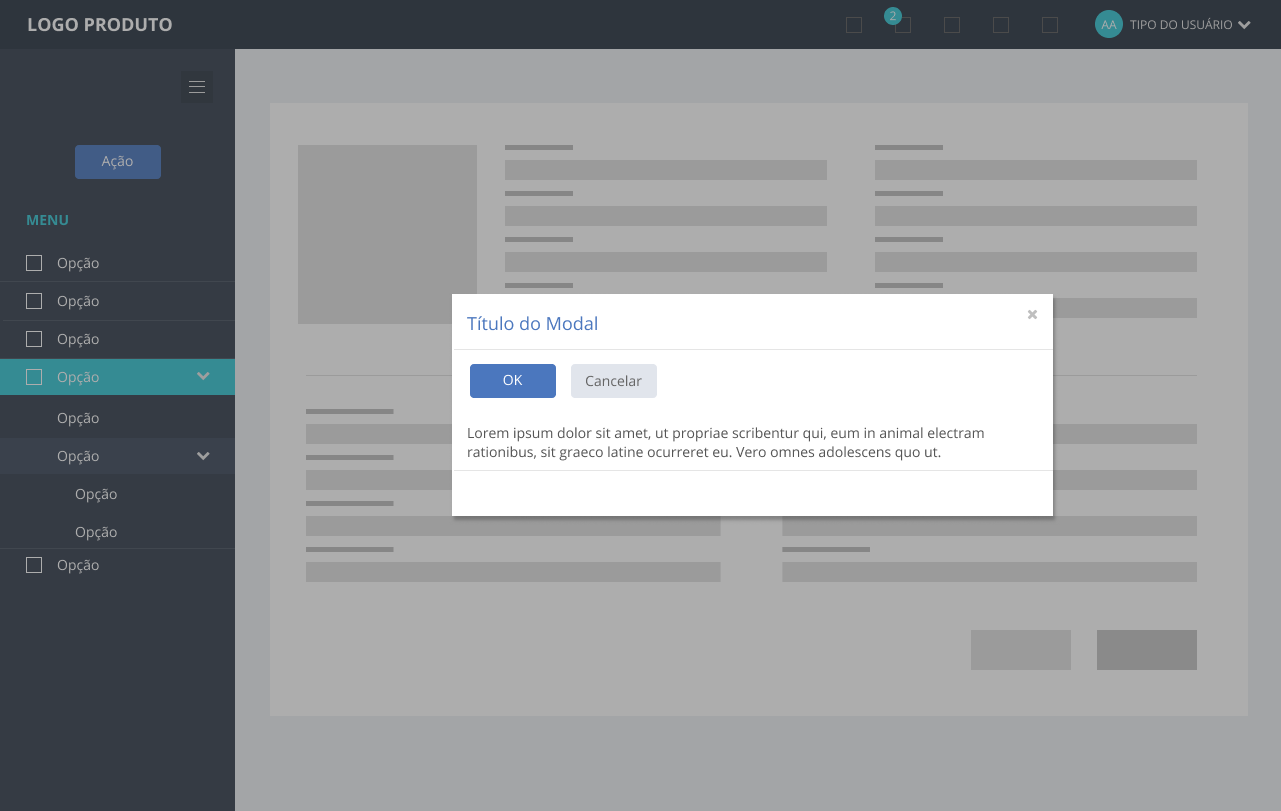 LOGO PRODUTO
2
AA TIPO DO USUÁRIO
Ação
MENU
Opção
Opção
Opção
Opção
Opção
Opção
Opção
Opção
Opção
Título do Modal
OK
Cancelar
Lorem ipsum dolor sit amet, ut propriae scribentur qui, eum in animal electram
rationibus, sit graeco latine ocurreret eu. Vero omnes adolescens quo ut.